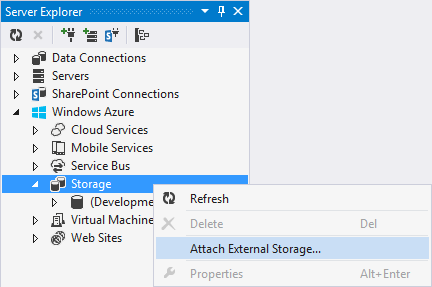 Server Explorer
Data Connections
Servers
SharePoint Connections
Windows Azure
Cloud Services
Mobile Services
Service Bus
Storage
(Developme
Virtual Machine
Web Sites
Refresh
Delete Del
Attach External Storage...
Properties Alt+Enter